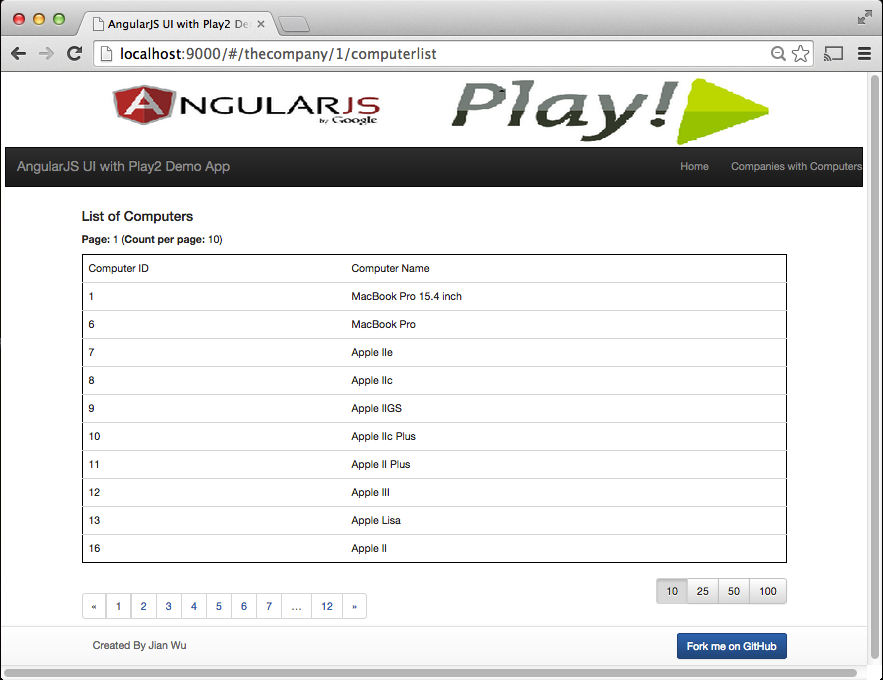 AngularJS UI with Play2 De
localhost:9000/#/thecompany/1/computerlist
ANGULARJS
by Google
Play!
AngularJS UI with Play2 Demo App
Home
Companies with Computers
List of Computers
Page: 1 (Count per page: 10)
Computer ID Computer Name
1 MacBook Pro 15.4 inch
6 MacBook Pro
7 Apple IIe
8 Apple IIc
9 Apple IIGS
10 Apple IIc Plus
11 Apple II Plus
12 Apple III
13 Apple Lisa
16 Apple II
« 1 2 3 4 5 6 7 ... 12 »
10 25 50 100
Created By Jian Wu
Fork me on GitHub